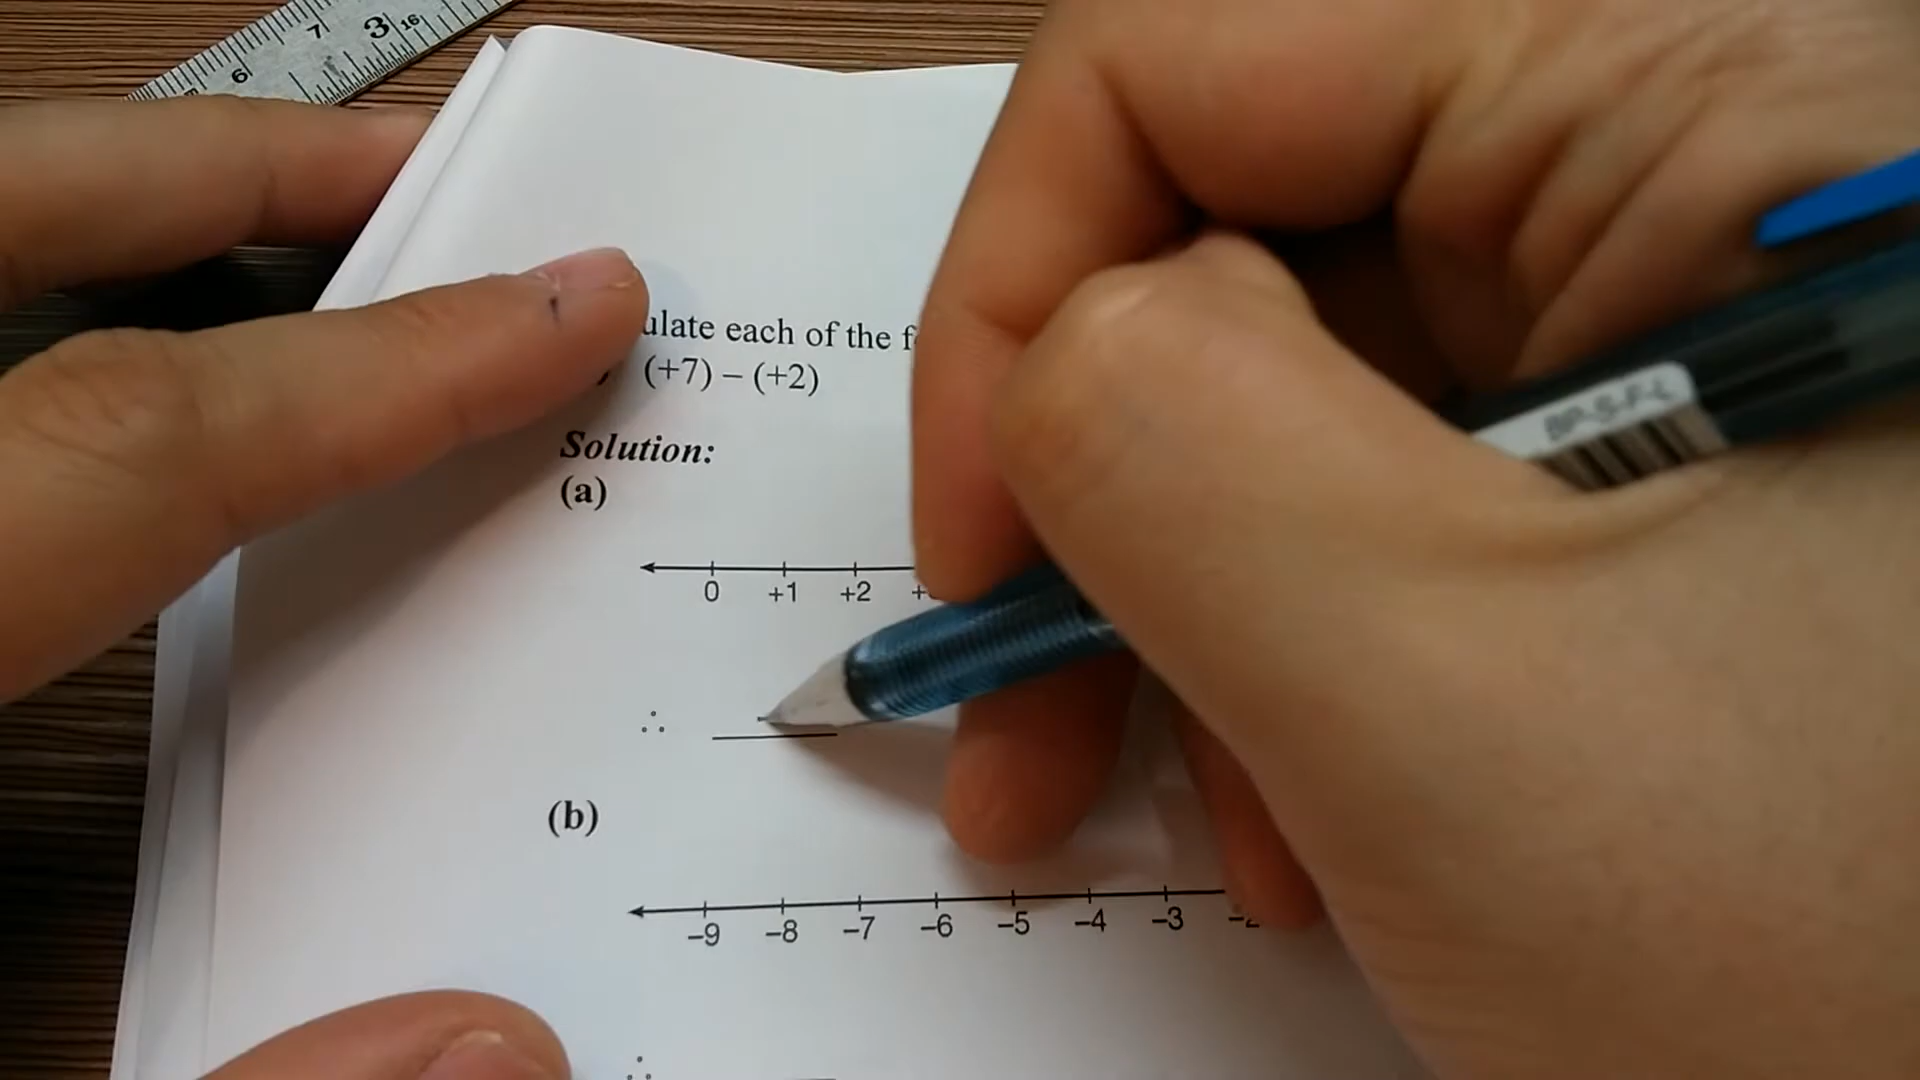 7 3 16
6
ulate each of the f
(+7) – (+2)
Solution:
(a)
0 +1 +2
∴
(b)
–9 –8 –7 –6 –5 –4 –3
∴
BP-S-F-L